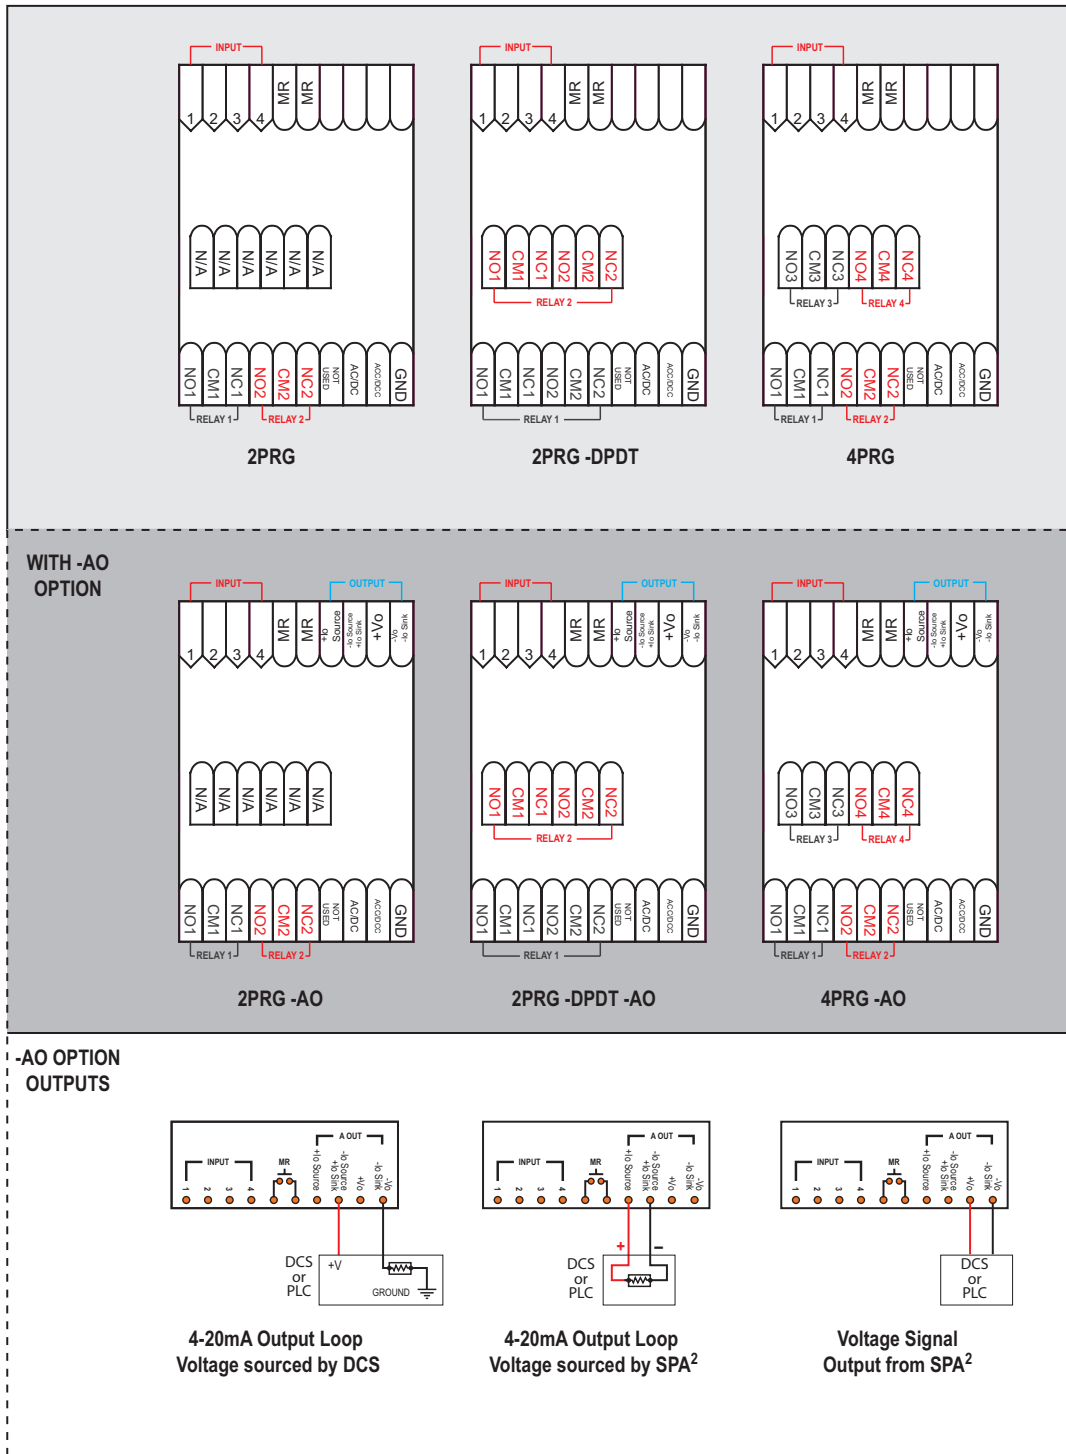 INPUT INPUT INPUT
1 2 3 4 MR MR
1 2 3 4 MR MR
1 2 3 4 MR MR
N/A N/A N/A N/A N/A N/A
NO1 CM1 NC1 NO2 CM2 NC2
NO3 CM3 NC3 NO4 CM4 NC4
RELAY 2
RELAY 3 RELAY 4
NO1 CM1 NC1 NO2 CM2 NC2 NOT USED AC/DC ACC/DCC GND
NO1 CM1 NC1 NO2 CM2 NC2 NOT USED AC/DC ACC/DCC GND
NO1 CM1 NC1 NO2 CM2 NC2 NOT USED AC/DC ACC/DCC GND
RELAY 1 RELAY 2
RELAY 1
RELAY 1 RELAY 2
2PRG
2PRG -DPDT
4PRG
WITH -AO
OPTION
INPUT OUTPUT
INPUT OUTPUT
INPUT OUTPUT
1 2 3 4 MR MR +Io Source -Io Source +Io Sink +Vo -Vo -Io Sink
1 2 3 4 MR MR +Io Source -Io Source +Io Sink +Vo -Vo -Io Sink
1 2 3 4 MR MR +Io Source -Io Source +Io Sink +Vo -Vo -Io Sink
N/A N/A N/A N/A N/A N/A
NO1 CM1 NC1 NO2 CM2 NC2
NO3 CM3 NC3 NO4 CM4 NC4
RELAY 2
RELAY 3 RELAY 4
NO1 CM1 NC1 NO2 CM2 NC2 NOT USED AC/DC ACC/DCC GND
NO1 CM1 NC1 NO2 CM2 NC2 NOT USED AC/DC ACC/DCC GND
NO1 CM1 NC1 NO2 CM2 NC2 NOT USED AC/DC ACC/DCC GND
RELAY 1 RELAY 2
RELAY 1
RELAY 1 RELAY 2
2PRG -AO
2PRG -DPDT -AO
4PRG -AO
-AO OPTION
OUTPUTS
A OUT
INPUT MR +Io Source -Io Source +Io Sink +Vo -Vo -Io Sink
1 2 3 4
DCS
or
PLC
+V
GROUND
4-20mA Output Loop
Voltage sourced by DCS
A OUT
INPUT MR +Io Source -Io Source +Io Sink +Vo -Vo -Io Sink
1 2 3 4
+ −
DCS
or
PLC
4-20mA Output Loop
Voltage sourced by SPA²
A OUT
INPUT MR +Io Source -Io Source +Io Sink +Vo -Vo -Io Sink
1 2 3 4
DCS
or
PLC
Voltage Signal
Output from SPA²